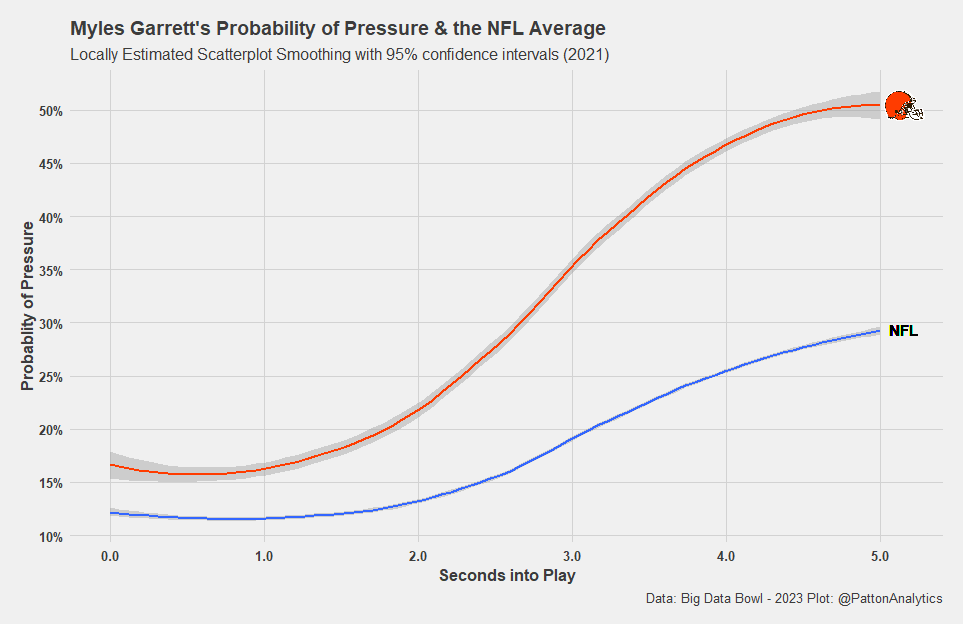 Myles Garrett's Probability of Pressure & the NFL Average
Locally Estimated Scatterplot Smoothing with 95% confidence intervals (2021)
50%
45%
40%
35%
30%
25%
20%
15%
10%
Probablity of Pressure
NFL
0.0 1.0 2.0 3.0 4.0 5.0
Seconds into Play
Data: Big Data Bowl - 2023 Plot: @PattonAnalytics